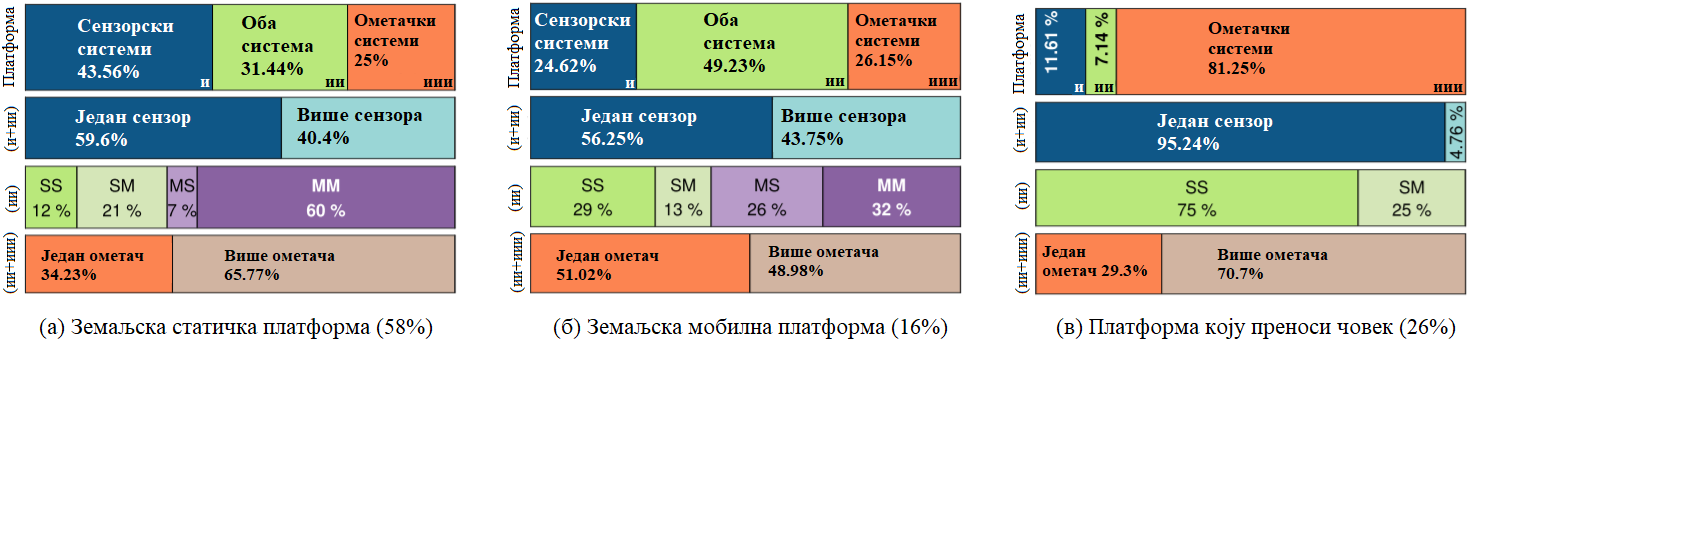 Платформа
Сензорски
системи
43.56%
и
Оба
система
31.44%
ии
Ометачки
системи
25%
иии
(и+ии)
Један сензор
59.6%
Више сензора
40.4%
(ии)
SS
12 %
SM
21 %
MS
7 %
MM
60 %
(ии+иии)
Један ометач
34.23%
Више ометача
65.77%
(а) Земаљска статичка платформа (58%)
Платформа
Сензорски
системи
24.62%
и
Оба
система
49.23%
ии
Ометачки
системи
26.15%
иии
(и+ии)
Један сензор
56.25%
Више сензора
43.75%
(ии)
SS
29 %
SM
13 %
MS
26 %
MM
32 %
(ии+иии)
Један ометач
51.02%
Више ометача
48.98%
(б) Земаљска мобилна платформа (16%)
Платформа
11.61 %
и
7.14 %
ии
Ометачки
системи
81.25%
иии
(и+ии)
Један сензор
95.24%
4.76 %
(ии)
SS
75 %
SM
25 %
(ии+иии)
Један
ометач 29.3%
Више ометача
70.7%
(в) Платформа коју преноси човек (26%)